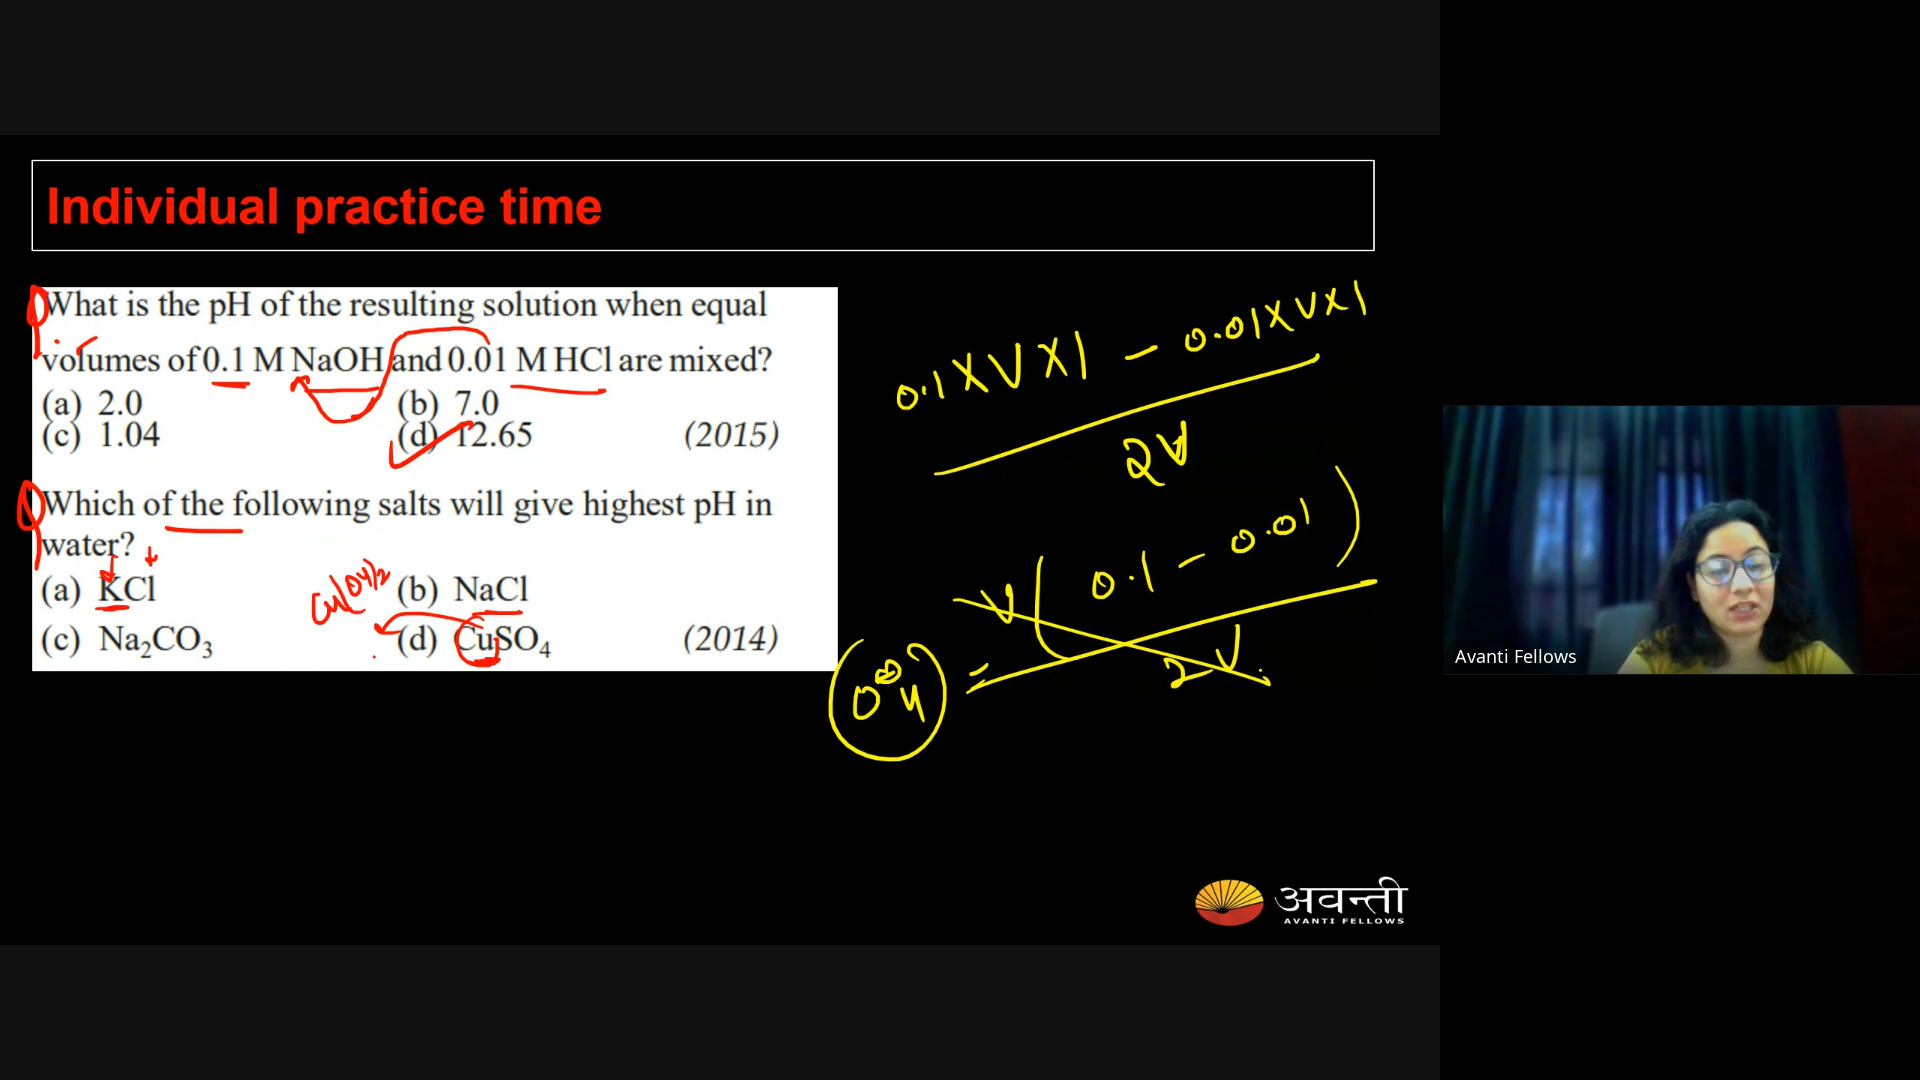 Individual practice time
What is the pH of the resulting solution when equal
volumes of 0.1 M NaOH and 0.01 M HCl are mixed?
(a) 2.0 (b) 7.0
(c) 1.04 (d) 12.65 (2015)
Which of the following salts will give highest pH in
water?
(a) KCl (b) NaCl
(c) Na₂CO₃ (d) CuSO₄ (2014)
Cu(OH)2
0.1 X V X 1 – 0.01 X V X 1
2V
V( 0.1 – 0.01 )
=
2V
Avanti Fellows
अवन्ती
AVANTI FELLOWS